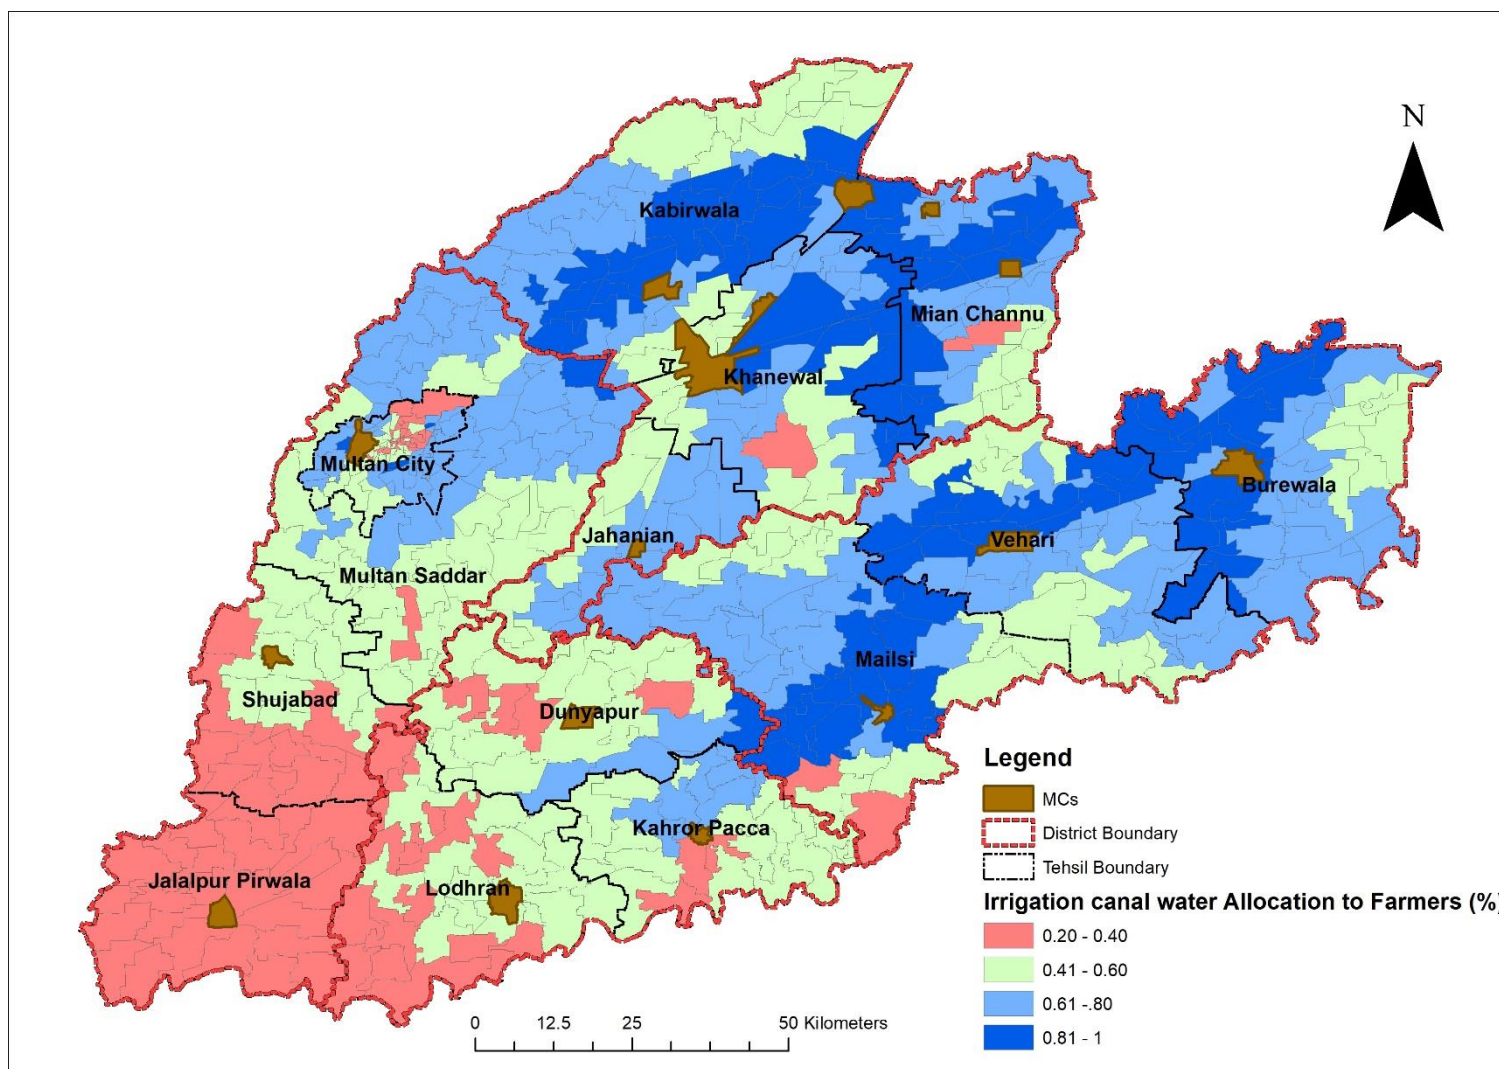 N
Kabirwala
Mian Channu
Khanewal
Multan City
Burewala
Jahanian
Vehari
Multan Saddar
Mailsi
Shujabad
Dunyapur
Kahror Pacca
Jalalpur Pirwala
Lodhran
Legend
MCs
District Boundary
Tehsil Boundary
Irrigation canal water Allocation to Farmers (%)
0.20 - 0.40
0.41 - 0.60
0.61 -.80
0.81 - 1
0 12.5 25 50 Kilometers